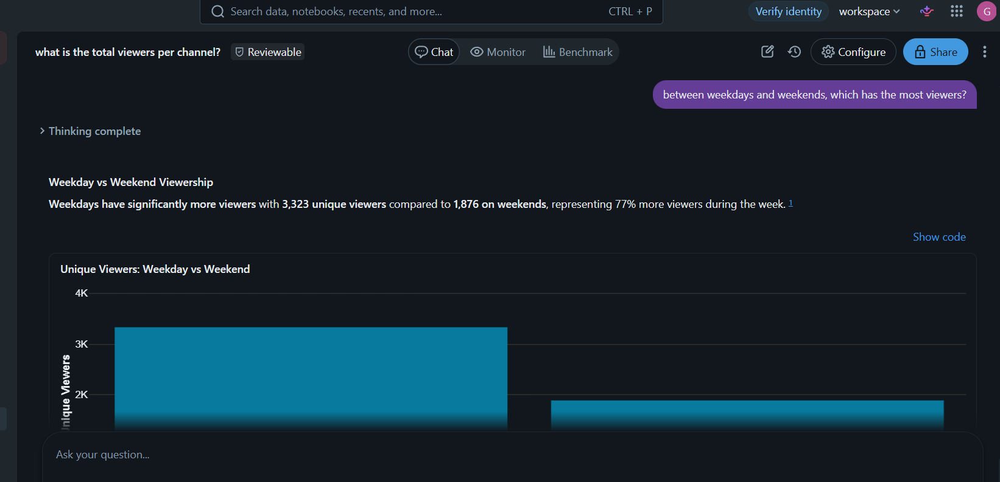 Search data, notebooks, recents, and more... CTRL + P
Verify identity workspace G
what is the total viewers per channel? Reviewable Chat Monitor Benchmark Configure Share
between weekdays and weekends, which has the most viewers?
Thinking complete
Weekday vs Weekend Viewership
Weekdays have significantly more viewers with 3,323 unique viewers compared to 1,876 on weekends, representing 77% more viewers during the week. 1
Show code
Unique Viewers: Weekday vs Weekend
4K
3K
2K
Unique Viewers
Ask your question...